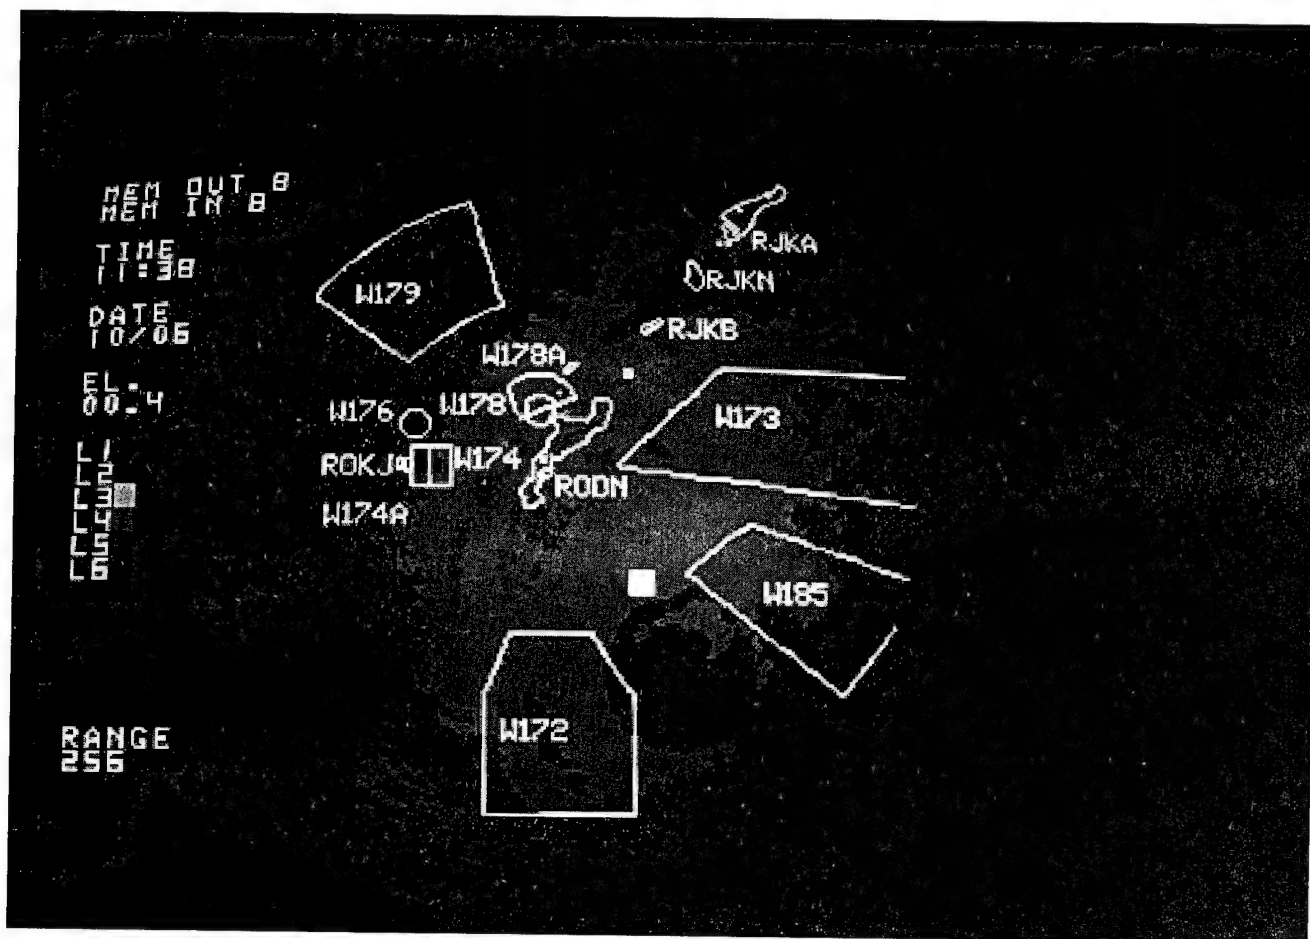 MEM OUT 8
MEM IN 8
TIME
11:38
DATE
10/06
EL.
00.4
L1
L2
L3
L4
L5
L6
RANGE
256
RJKA
RJKN
RJKB
W179
W178A
W176
W178
W173
ROKJ
W174
RODN
W174A
W185
W172